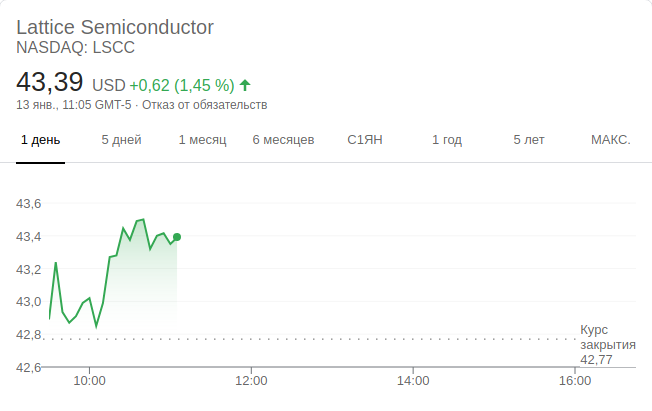 Lattice Semiconductor
NASDAQ: LSCC
43,39 USD +0,62 (1,45 %)
13 янв., 11:05 GMT-5 · Отказ от обязательств
1 день 5 дней 1 месяц 6 месяцев С1ЯН 1 год 5 лет МАКС.
43,6
43,4
43,2
43,0
42,8
42,6
Курс
закрытия
42,77
10:00 12:00 14:00 16:00